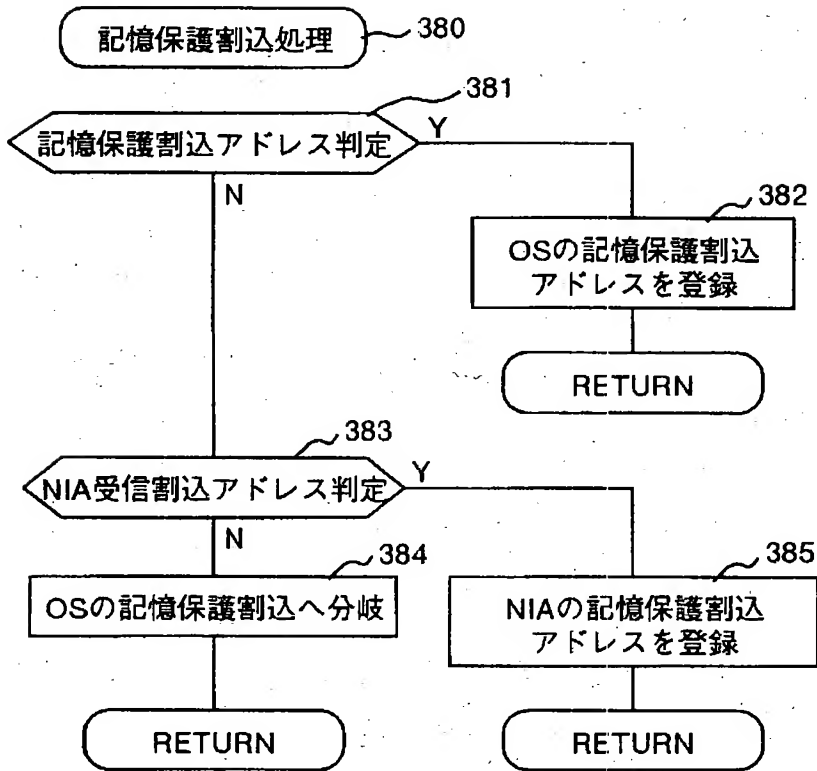 記憶保護割込処理
380
381
記憶保護割込アドレス判定
Y
N
382
OSの記憶保護割込
アドレスを登録
RETURN
383
NIA受信割込アドレス判定
Y
N
384
OSの記憶保護割込へ分岐
385
NIAの記憶保護割込
アドレスを登録
RETURN
RETURN